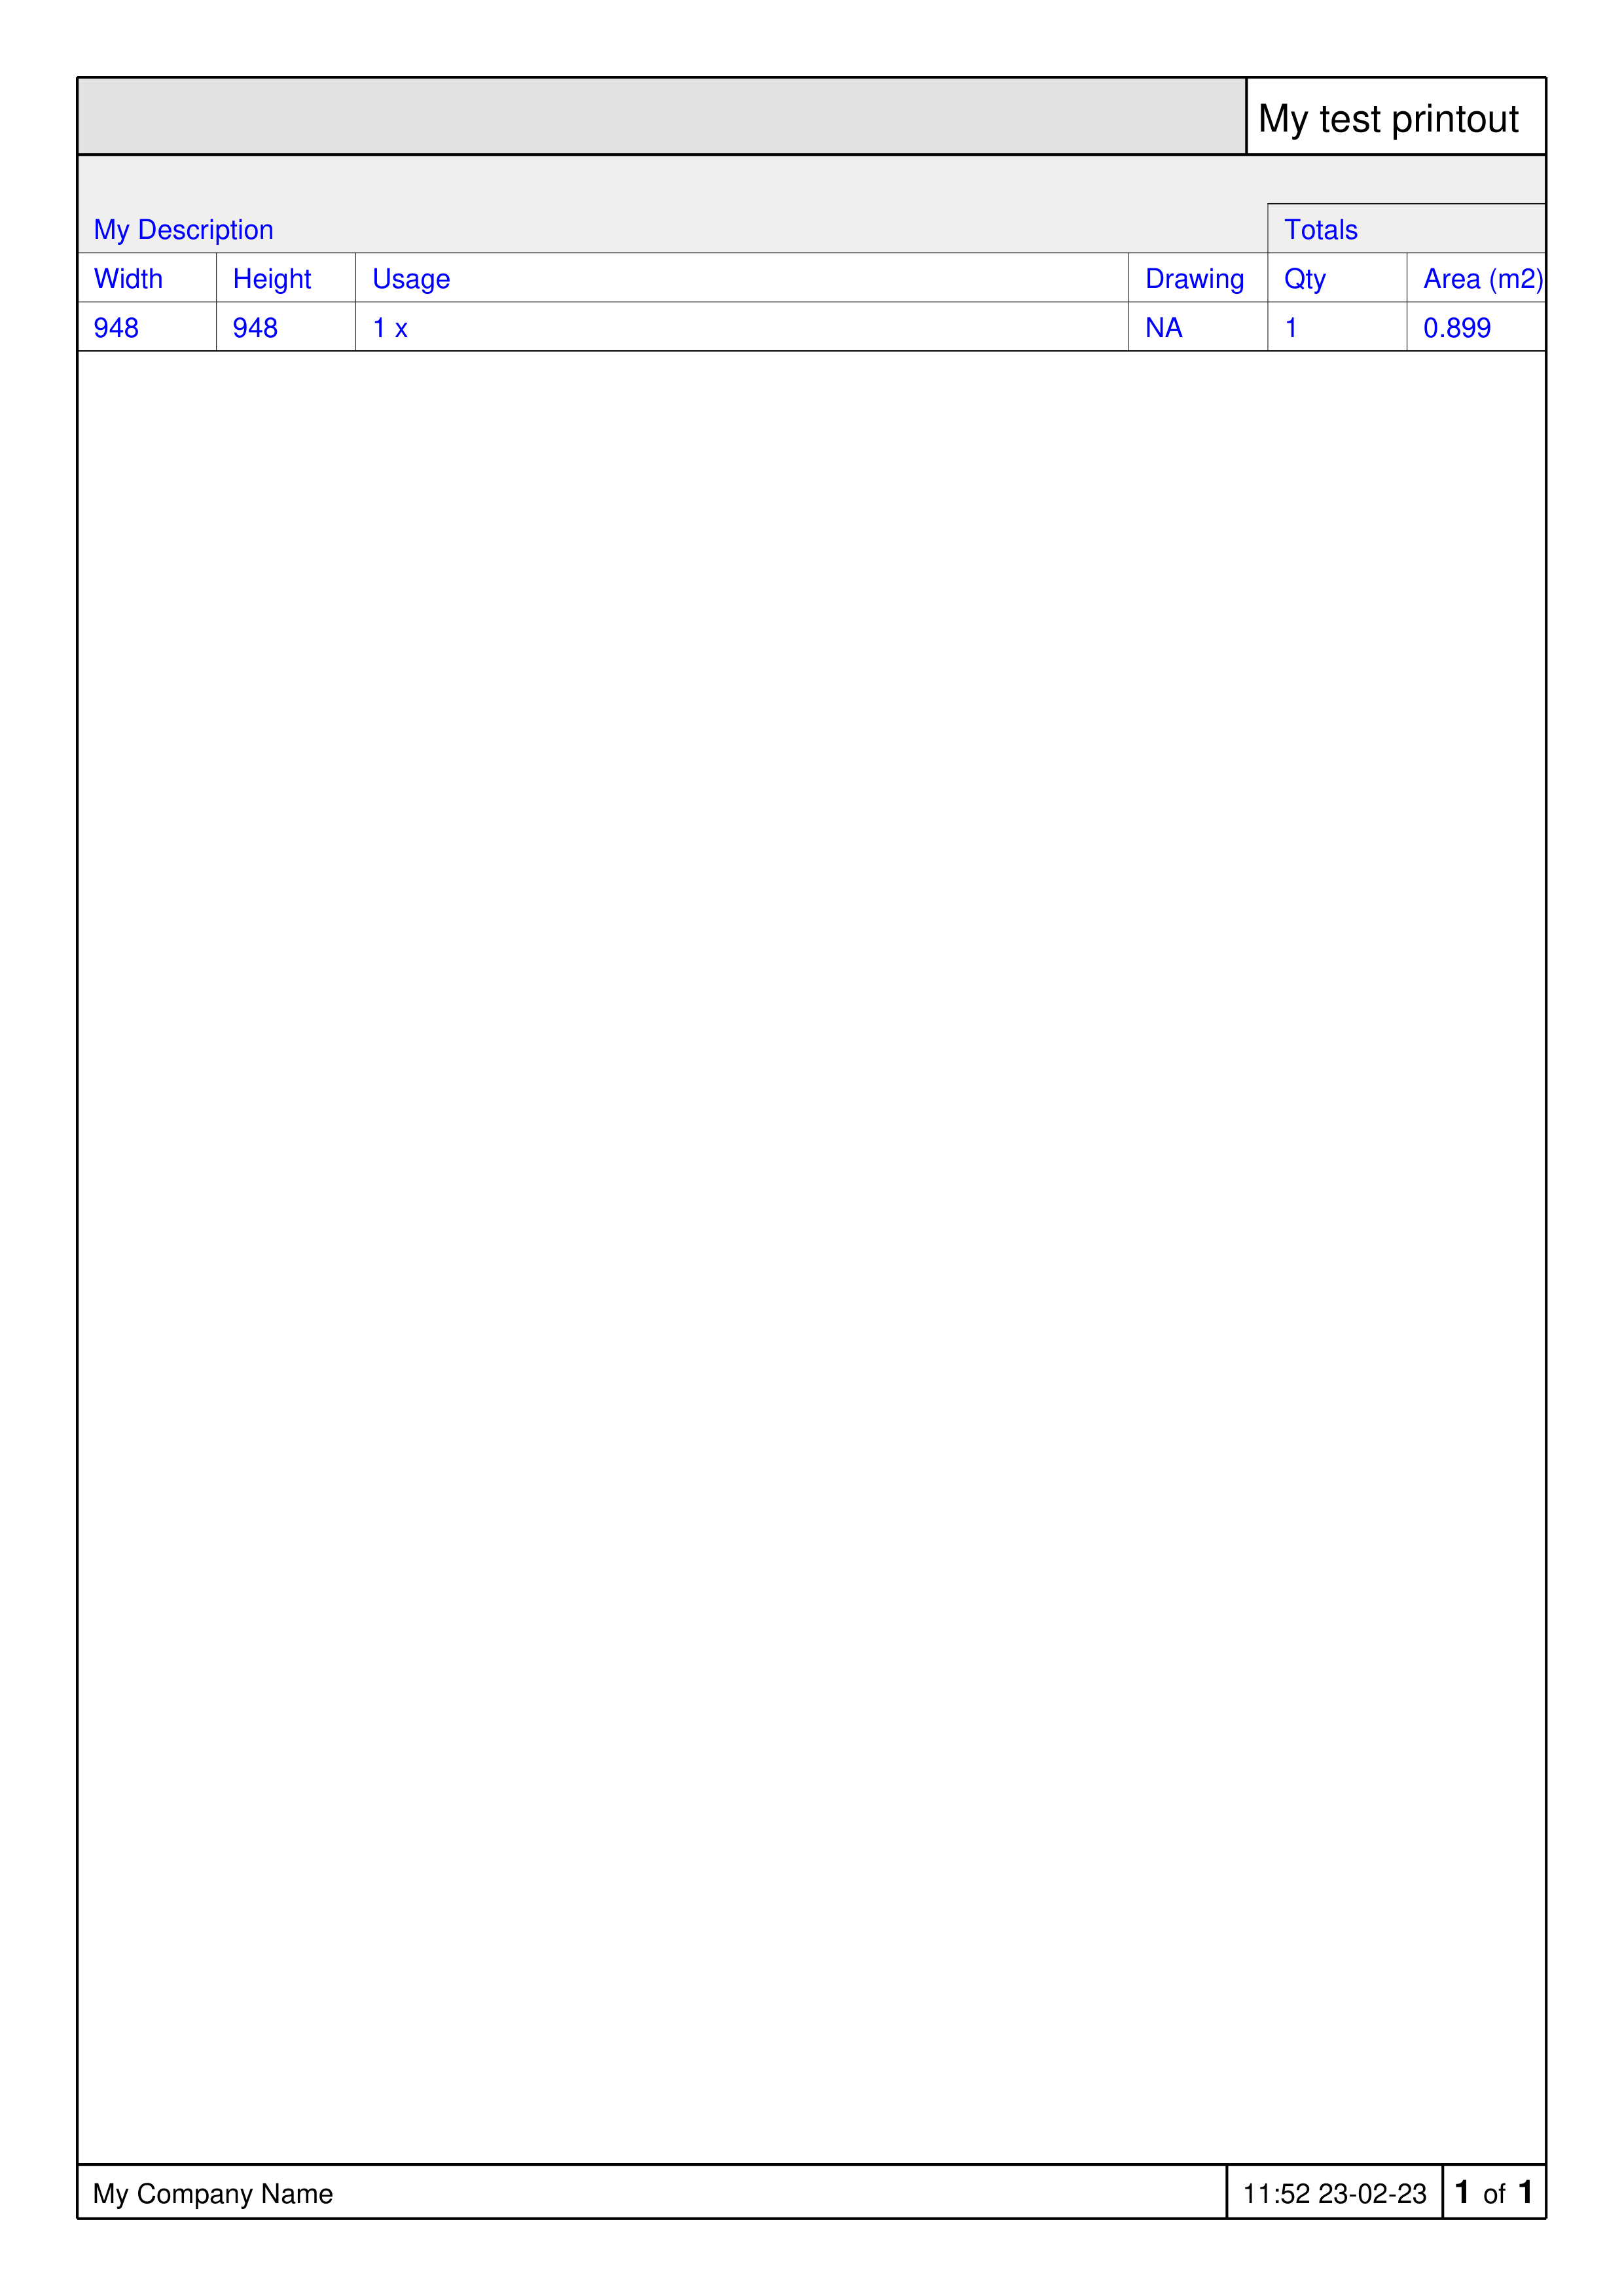 My test printout
My Description Totals
Width Height Usage Drawing Qty Area (m2)
948 948 1 x NA 1 0.899
My Company Name 11:52 23-02-23 1 of 1